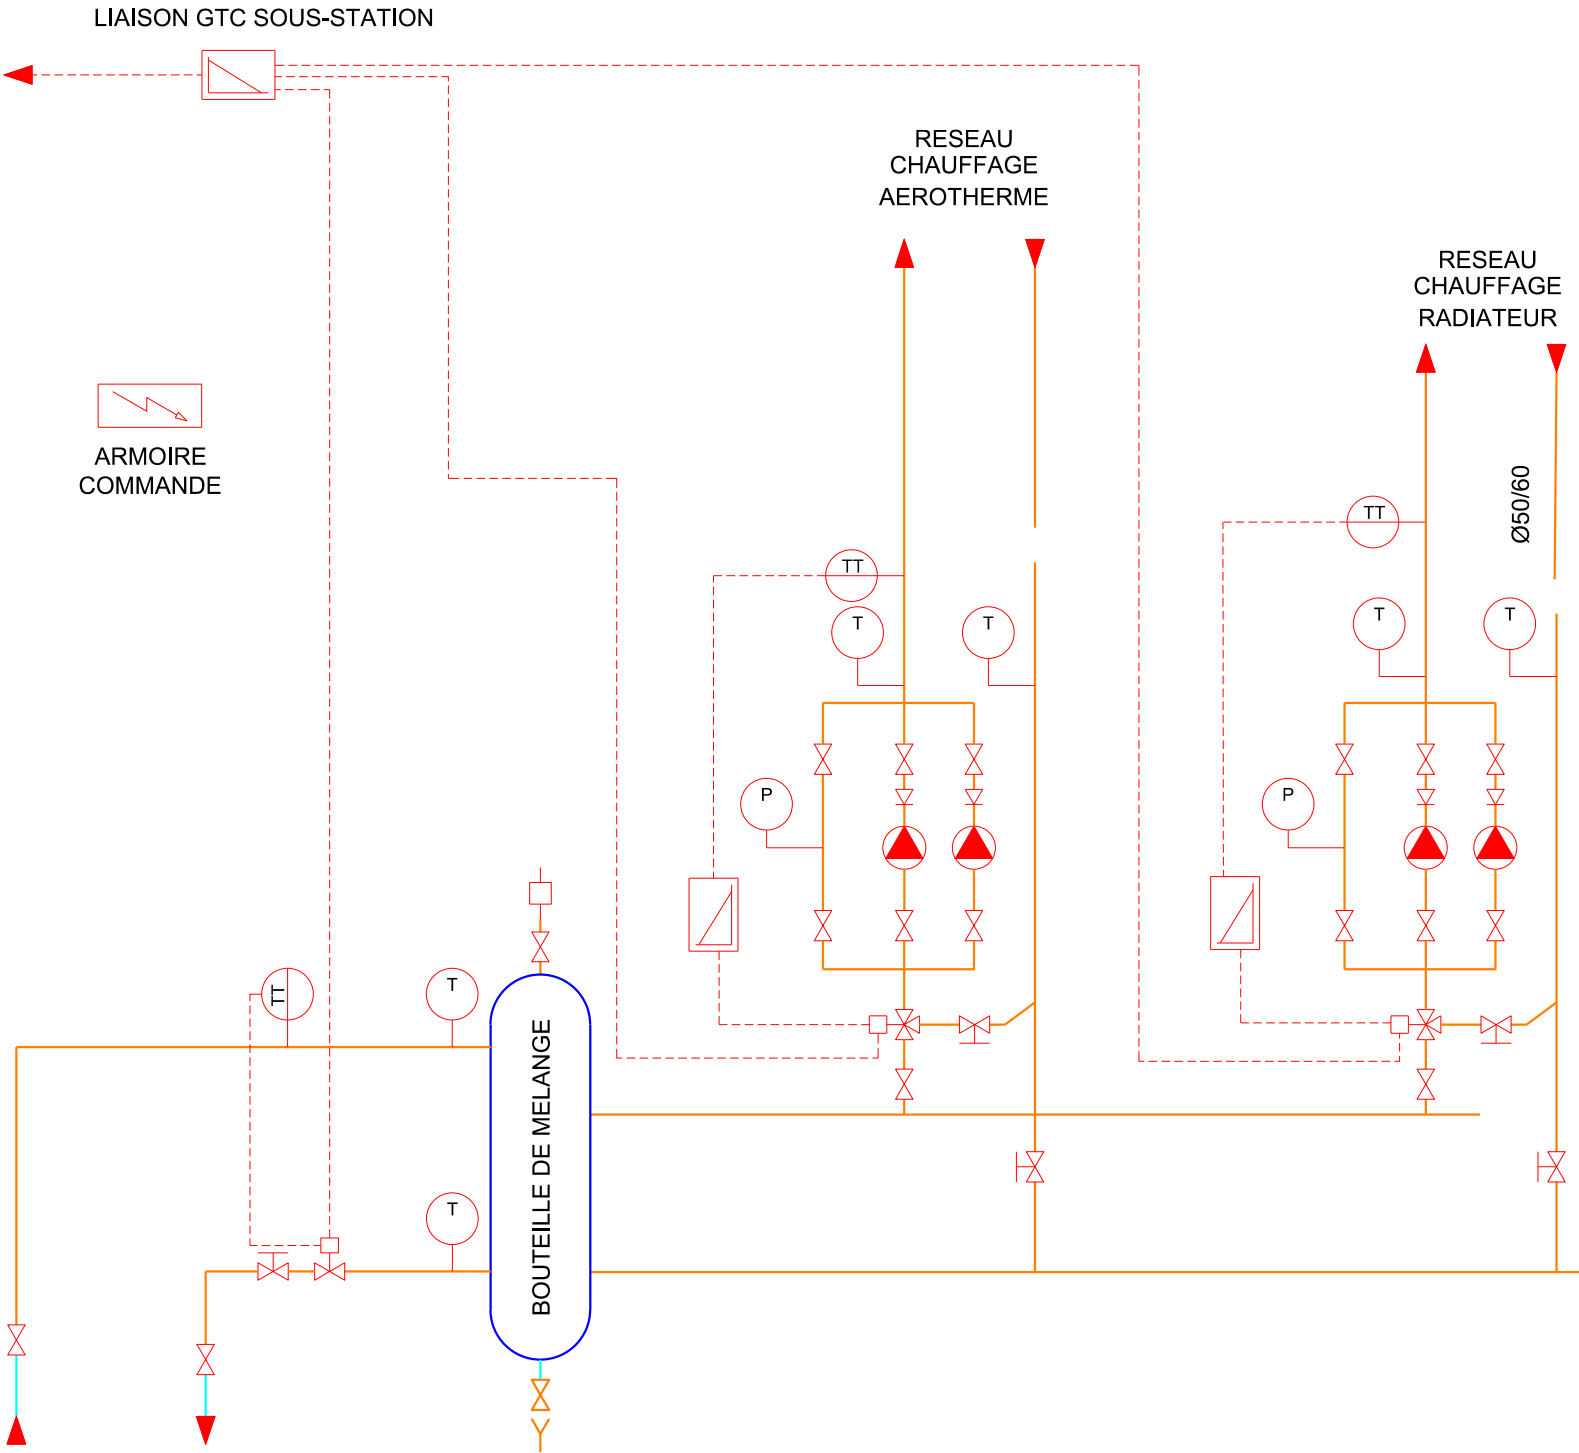 LIAISON GTC SOUS-STATION
RESEAU
CHAUFFAGE
AEROTHERME
RESEAU
CHAUFFAGE
RADIATEUR
ARMOIRE
COMMANDE
Ø50/60
TT
TT
T
T
T
T
P
P
TT
T
T
BOUTEILLE DE MELANGE